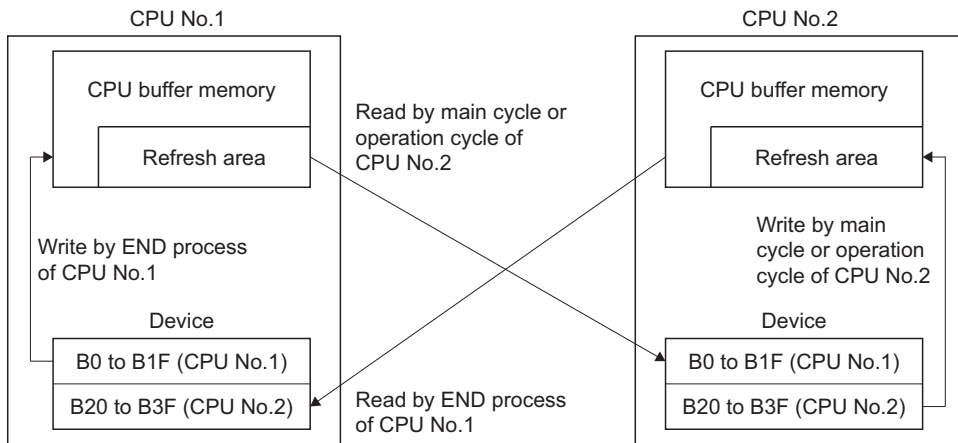 CPU No.1
CPU No.2
CPU buffer memory
Refresh area
Read by main cycle or
operation cycle of
CPU No.2
CPU buffer memory
Refresh area
Write by END process
of CPU No.1
Write by main
cycle or operation
cycle of CPU No.2
Device
B0 to B1F (CPU No.1)
B20 to B3F (CPU No.2)
Read by END process
of CPU No.1
Device
B0 to B1F (CPU No.1)
B20 to B3F (CPU No.2)